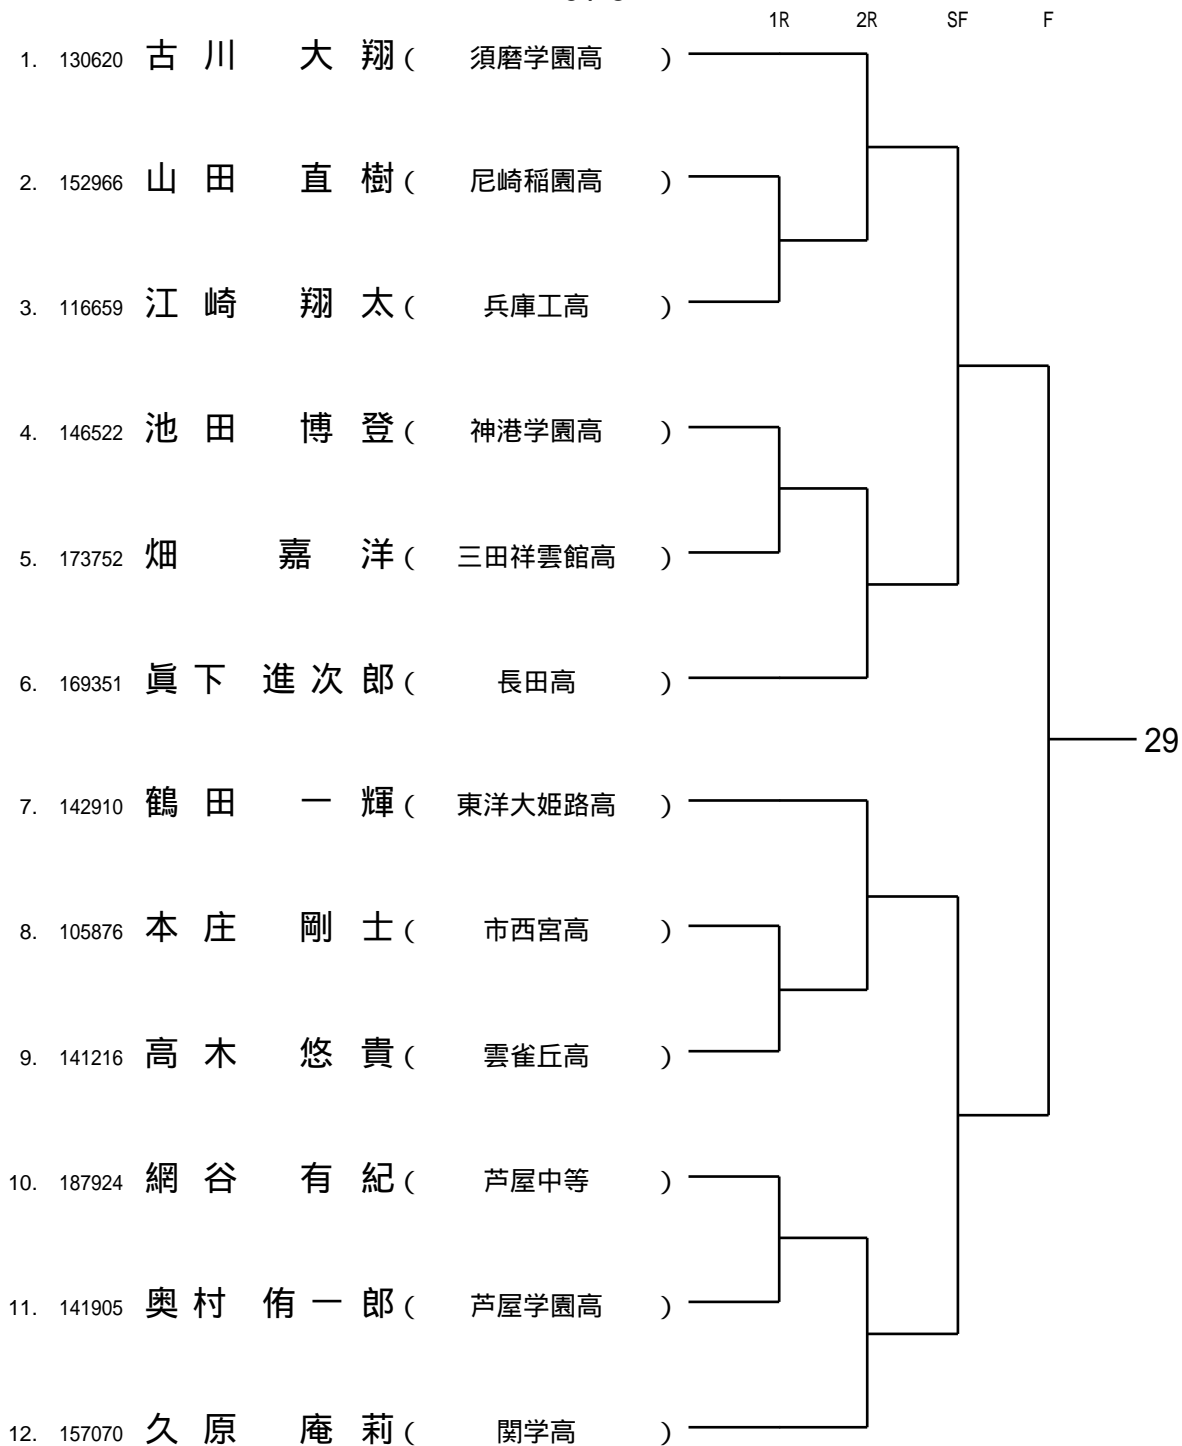 1R 2R SF F
1. 130620 古川 大翔 ( 須磨学園高 )
2. 152966 山田 直樹 ( 尼崎稲園高 )
3. 116659 江崎 翔太 ( 兵庫工高 )
4. 146522 池田 博登 ( 神港学園高 )
5. 173752 畑 嘉洋 ( 三田祥雲館高 )
6. 169351 眞下 進次郎 ( 長田高 )
29
7. 142910 鶴田 一輝 ( 東洋大姫路高 )
8. 105876 本庄 剛士 ( 市西宮高 )
9. 141216 高木 悠貴 ( 雲雀丘高 )
10. 187924 網谷 有紀 ( 芦屋中等 )
11. 141905 奥村 侑一郎 ( 芦屋学園高 )
12. 157070 久原 庵莉 ( 関学高 )